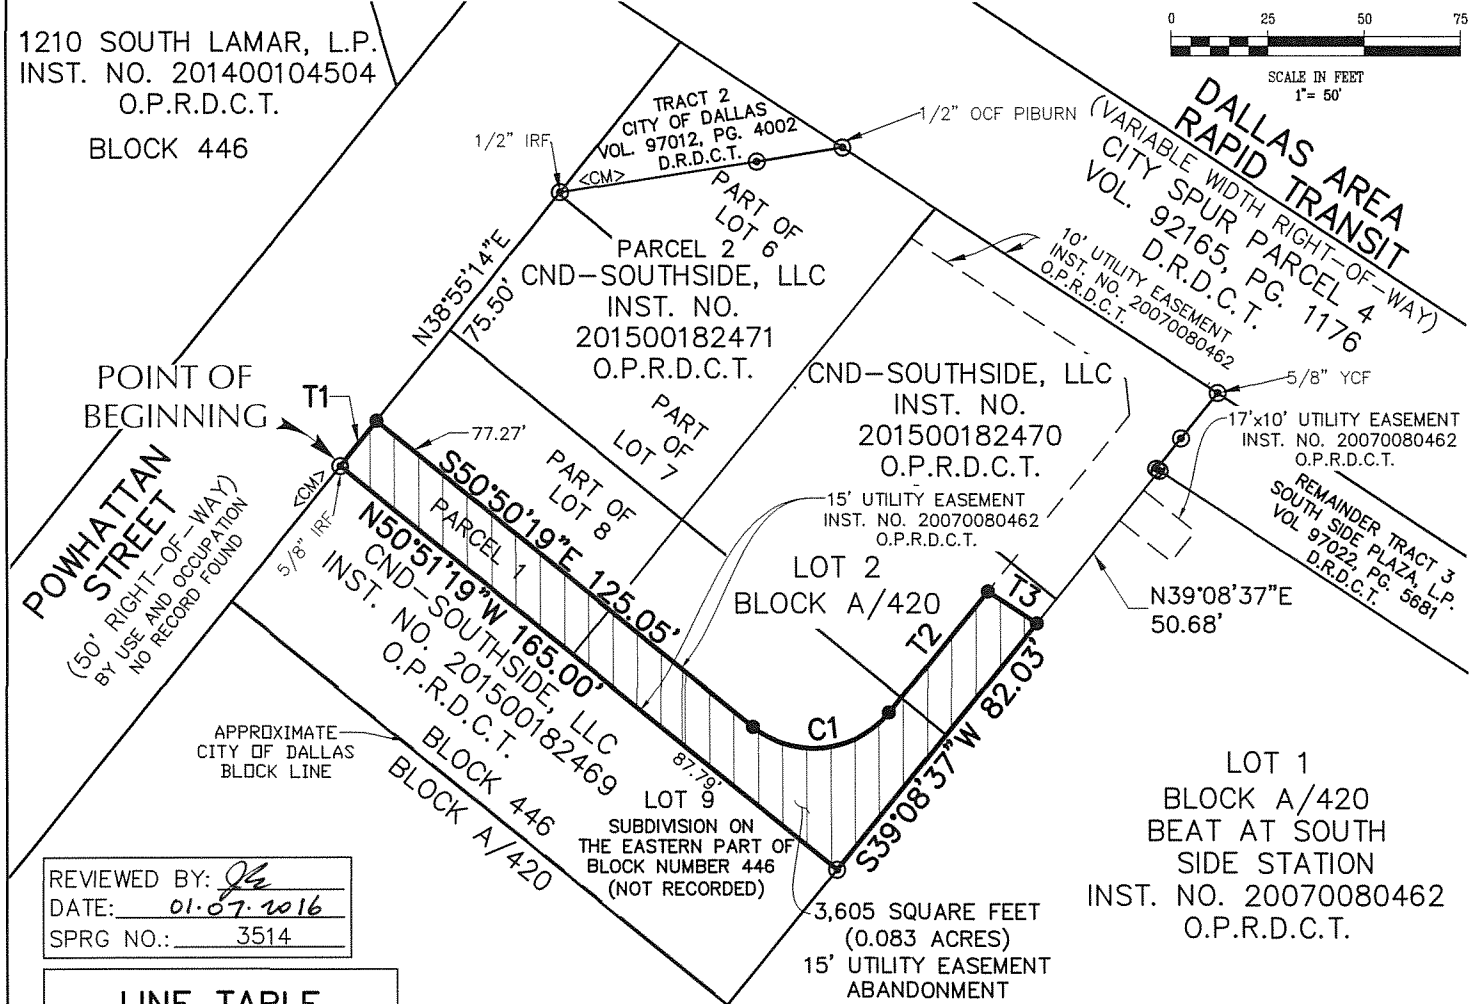 1210 SOUTH LAMAR, L.P.
INST. NO. 201400104504
O.P.R.D.C.T.
BLOCK 446
0 25 50 75
SCALE IN FEET
1"= 50'
TRACT 2
CITY OF DALLAS
VOL. 97012, PG. 4002
D.R.D.C.T.
1/2" IRF
<CM>
1/2" OCF PIBURN
DALLAS AREA
RAPID TRANSIT
(VARIABLE WIDTH RIGHT-OF-WAY)
CITY SPUR PARCEL 4
VOL. 92165, PG. 1176
D.R.D.C.T.
PART OF
LOT 6
PARCEL 2
CND-SOUTHSIDE, LLC
INST. NO.
201500182471
O.P.R.D.C.T.
N38°55'14"E
75.50'
10' UTILITY EASEMENT
INST. NO. 20070080462
O.P.R.D.C.T.
POINT OF
BEGINNING
T1
77.27'
PART
OF
LOT 7
CND-SOUTHSIDE, LLC
INST. NO.
201500182470
O.P.R.D.C.T.
5/8" YCF
17'x10' UTILITY EASEMENT
INST. NO. 20070080462
O.P.R.D.C.T.
REMAINDER TRACT 3
SOUTH SIDE PLAZA, L.P.
VOL 97022, PG. 5681
D.R.D.C.T.
POWHATTAN
STREET
(50' RIGHT-OF-WAY)
BY USE AND OCCUPATION
NO RECORD FOUND
<CM>
5/8" IRF
S50°50'19"E 125.05'
PART OF
LOT 8
PARCEL 1
15' UTILITY EASEMENT
INST. NO. 20070080462
O.P.R.D.C.T.
N50°51'19"W 165.00'
CND-SOUTHSIDE, LLC
INST. NO. 201500182469
O.P.R.D.C.T.
LOT 2
BLOCK A/420
T3
T2
C1
N39°08'37"E
50.68'
S39°08'37"W 82.03'
APPROXIMATE
CITY OF DALLAS
BLOCK LINE
BLOCK 446
BLOCK A/420
87.79'
LOT 9
SUBDIVISION ON
THE EASTERN PART OF
BLOCK NUMBER 446
(NOT RECORDED)
LOT 1
BLOCK A/420
BEAT AT SOUTH
SIDE STATION
INST. NO. 20070080462
O.P.R.D.C.T.
3,605 SQUARE FEET
(0.083 ACRES)
15' UTILITY EASEMENT
ABANDONMENT
REVIEWED BY:
DATE: 01.07.2016
SPRG NO.: 3514
LINE TABLE